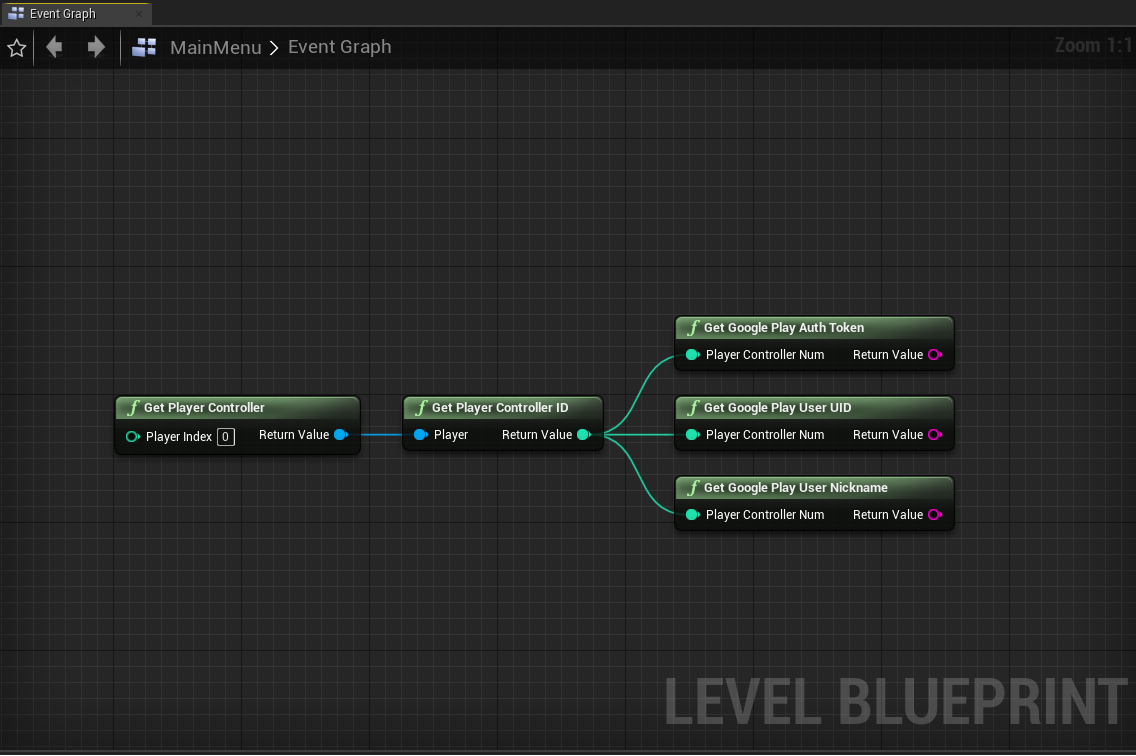 Event Graph
MainMenu > Event Graph
Zoom 1:1
Get Google Play Auth Token
Player Controller Num Return Value
Get Player Controller
Player Index 0 Return Value
Get Player Controller ID
Player Return Value
Get Google Play User UID
Player Controller Num Return Value
Get Google Play User Nickname
Player Controller Num Return Value
LEVEL BLUEPRINT